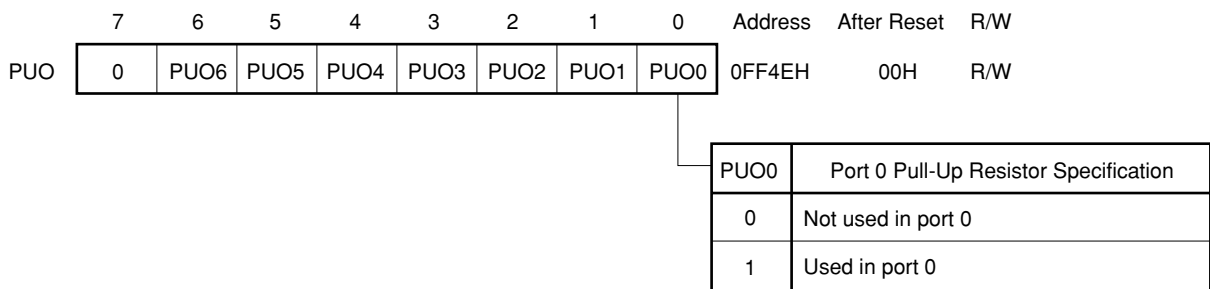 7 6 5 4 3 2 1 0 Address After Reset R/W
PUO 0 PUO6 PUO5 PUO4 PUO3 PUO2 PUO1 PUO0 0FF4EH 00H R/W
PUO0 Port 0 Pull-Up Resistor Specification
0 Not used in port 0
1 Used in port 0